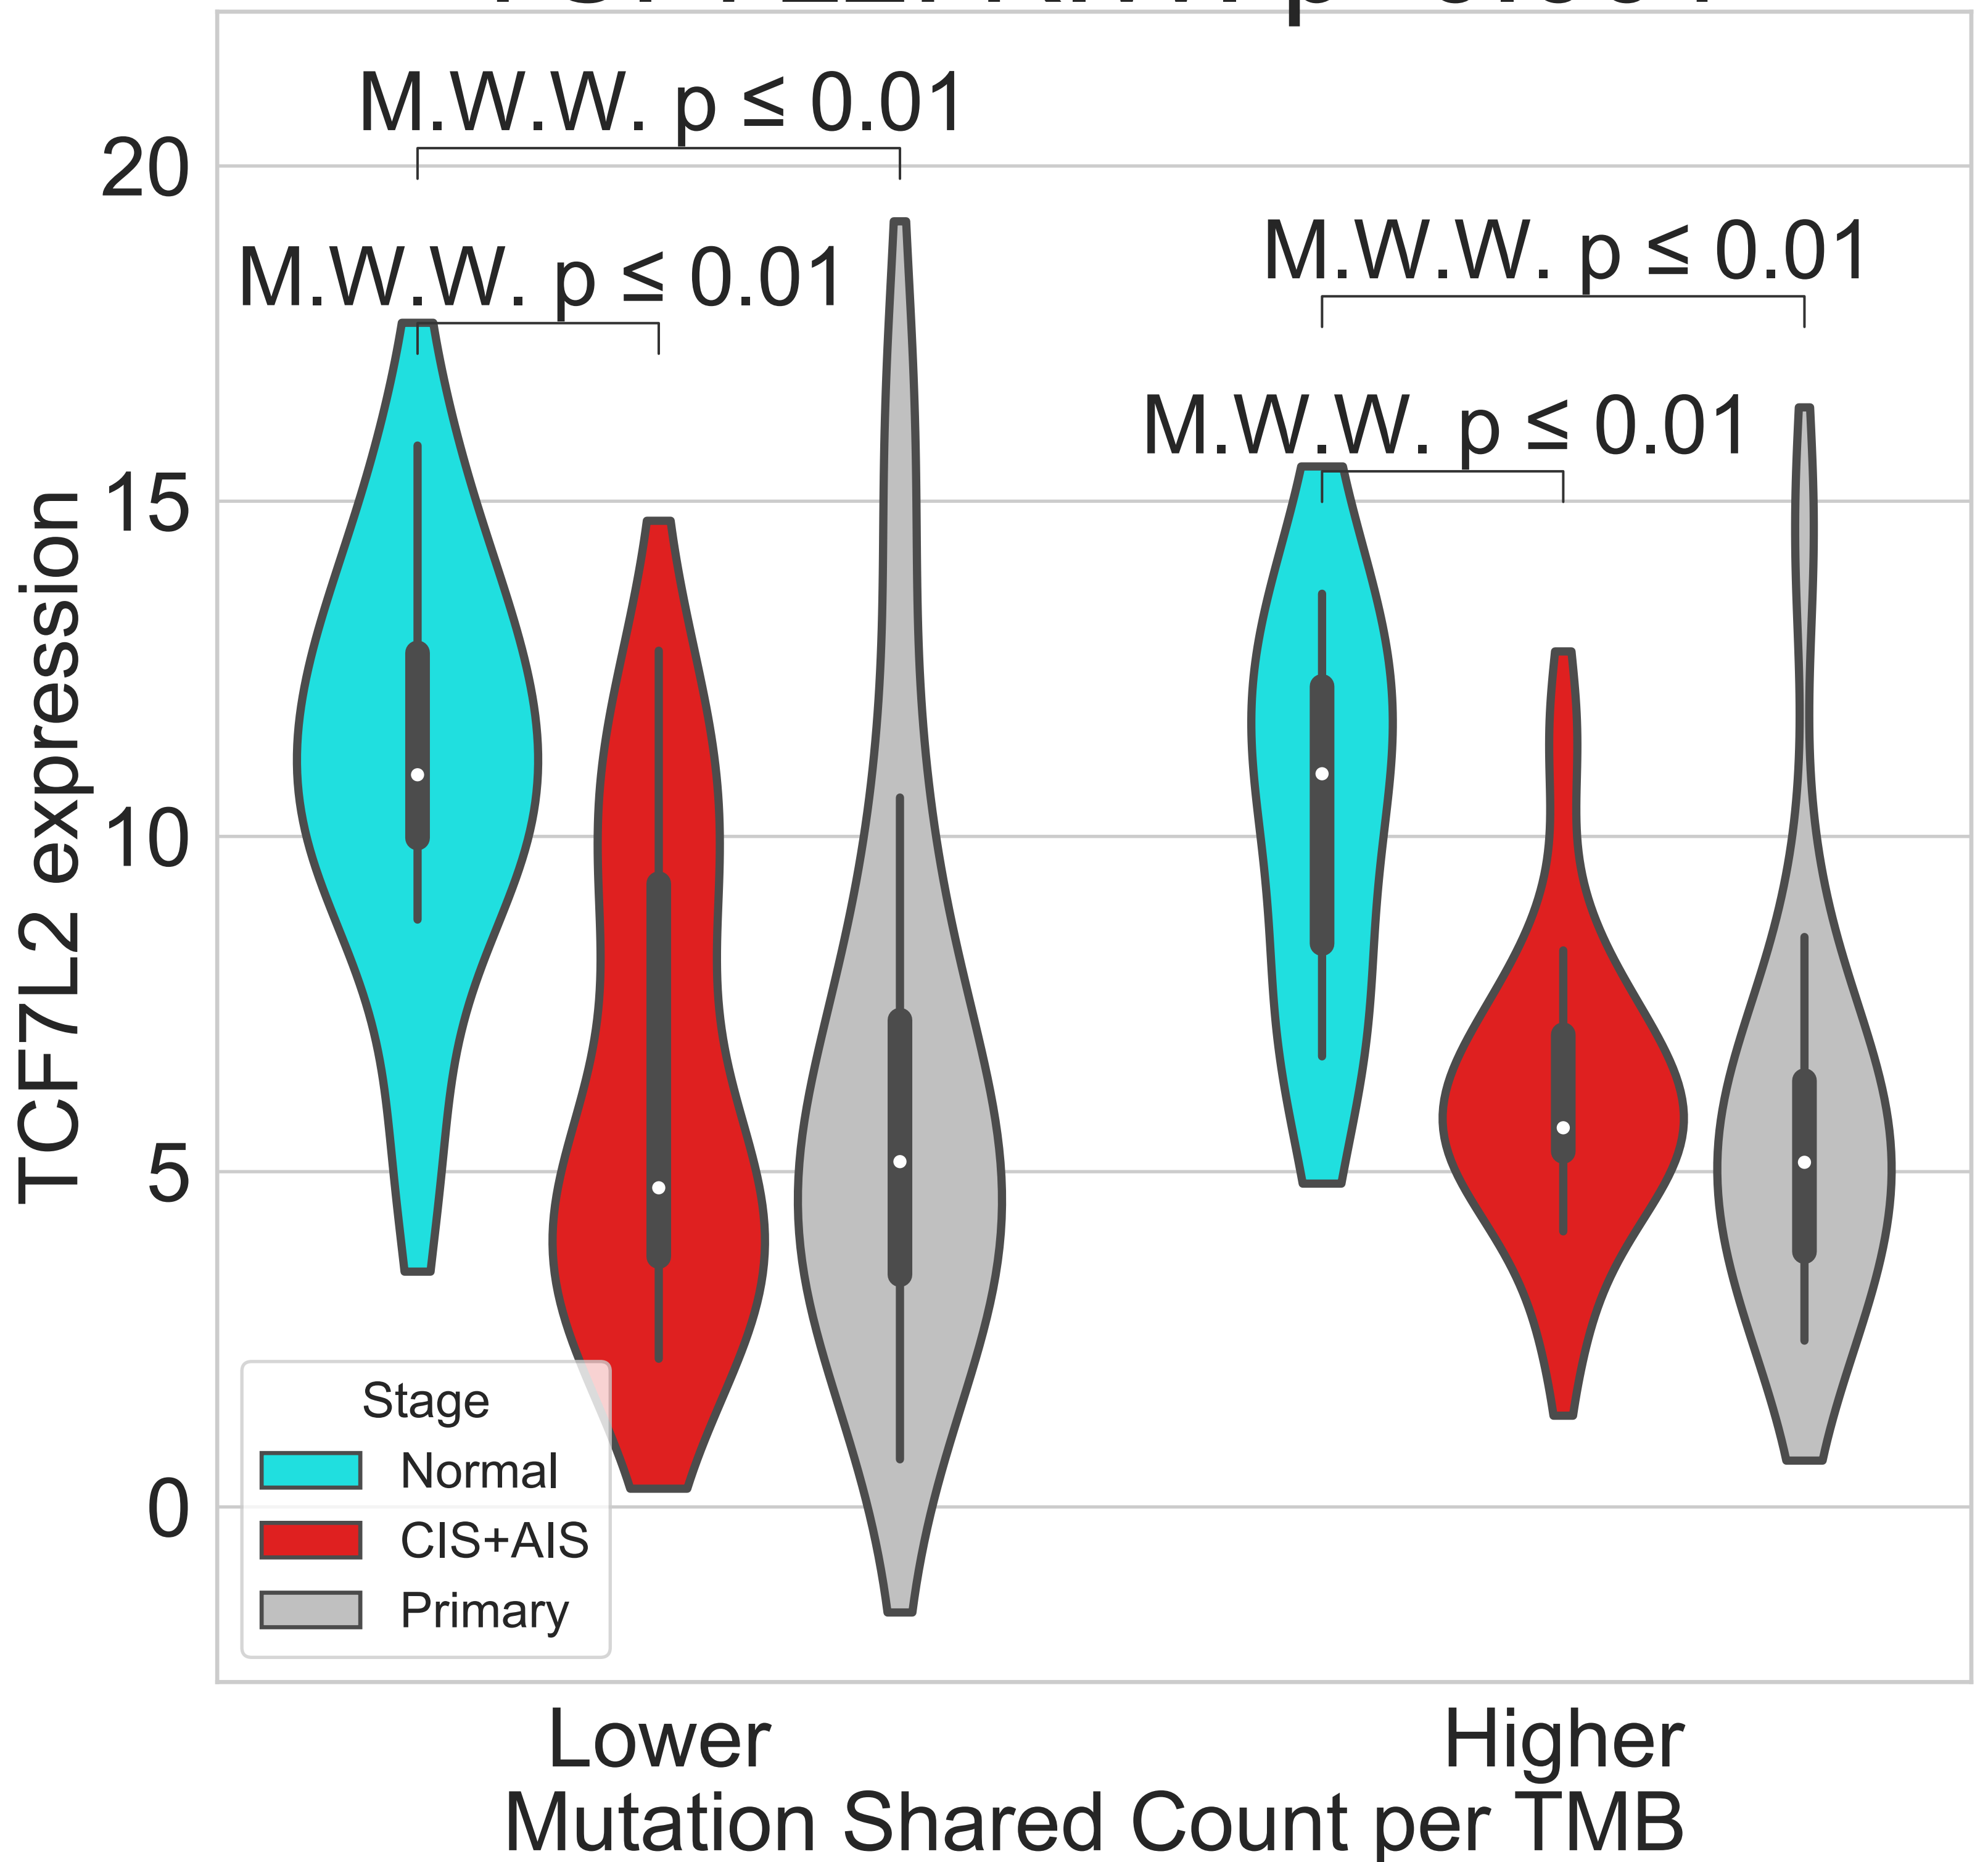 M.W.W. p ≤ 0.01
20
M.W.W. p ≤ 0.01
M.W.W. p ≤ 0.01
M.W.W. p ≤ 0.01
15
10
5
0
TCF7L2 expression
Stage
Normal
CIS+AIS
Primary
Lower
Higher
Mutation Shared Count per TMB